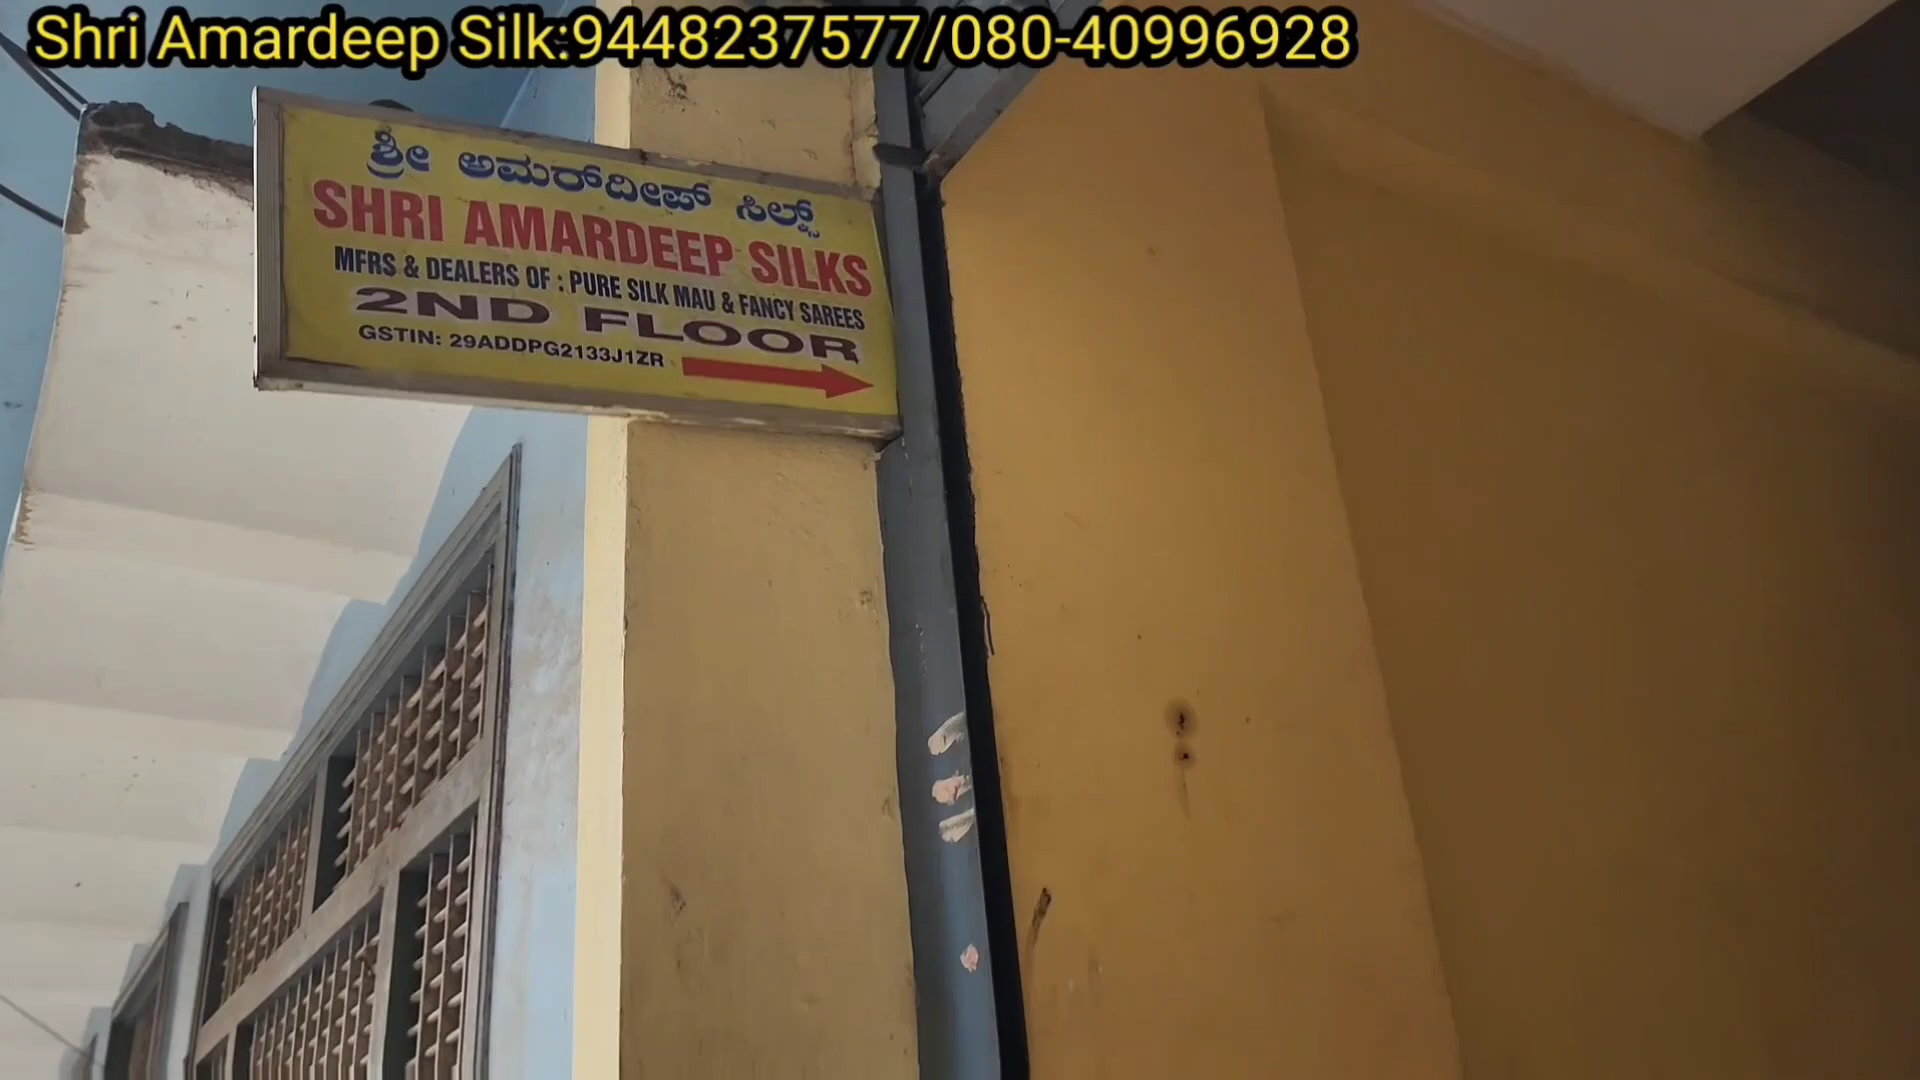 Shri Amardeep Silk:9448237577/080-40996928
ಶ್ರೀ ಅಮರ್‌ದೀಪ್ ಸಿಲ್ಕ್ಸ್
SHRI AMARDEEP SILKS
MFRS & DEALERS OF : PURE SILK MAU & FANCY SAREES
2ND FLOOR
GSTIN: 29ADDPG2133J1ZR